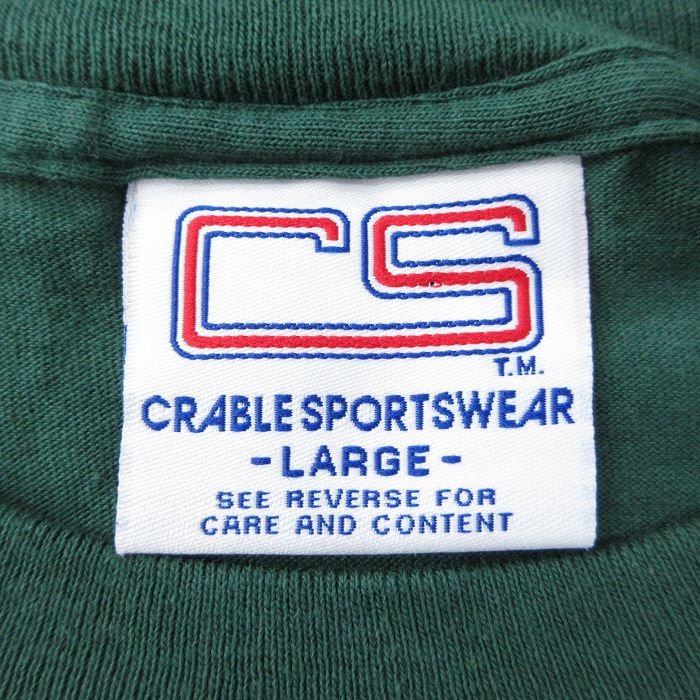 CS
T.M.
CRABLE SPORTSWEAR
- LARGE -
SEE REVERSE FOR
CARE AND CONTENT